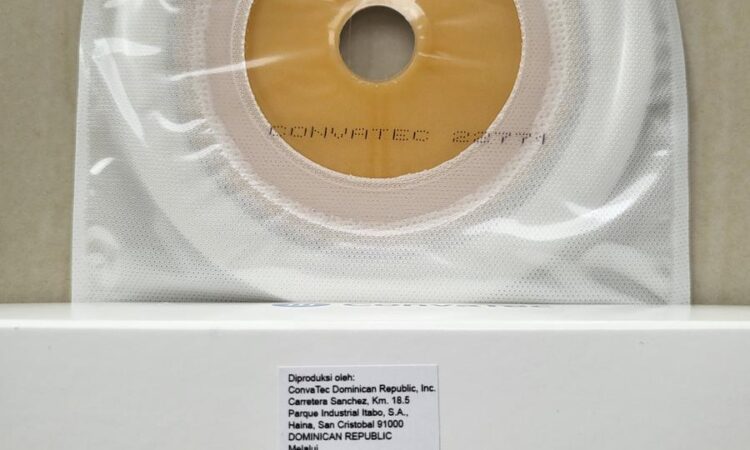 CONVATEC 22771
Diproduksi oleh:
ConvaTec Dominican Republic, Inc.
Carretera Sanchez, Km. 18.5
Parque Industrial Itabo, S.A.,
Haina, San Cristobal 91000
DOMINICAN REPUBLIC
Melalui